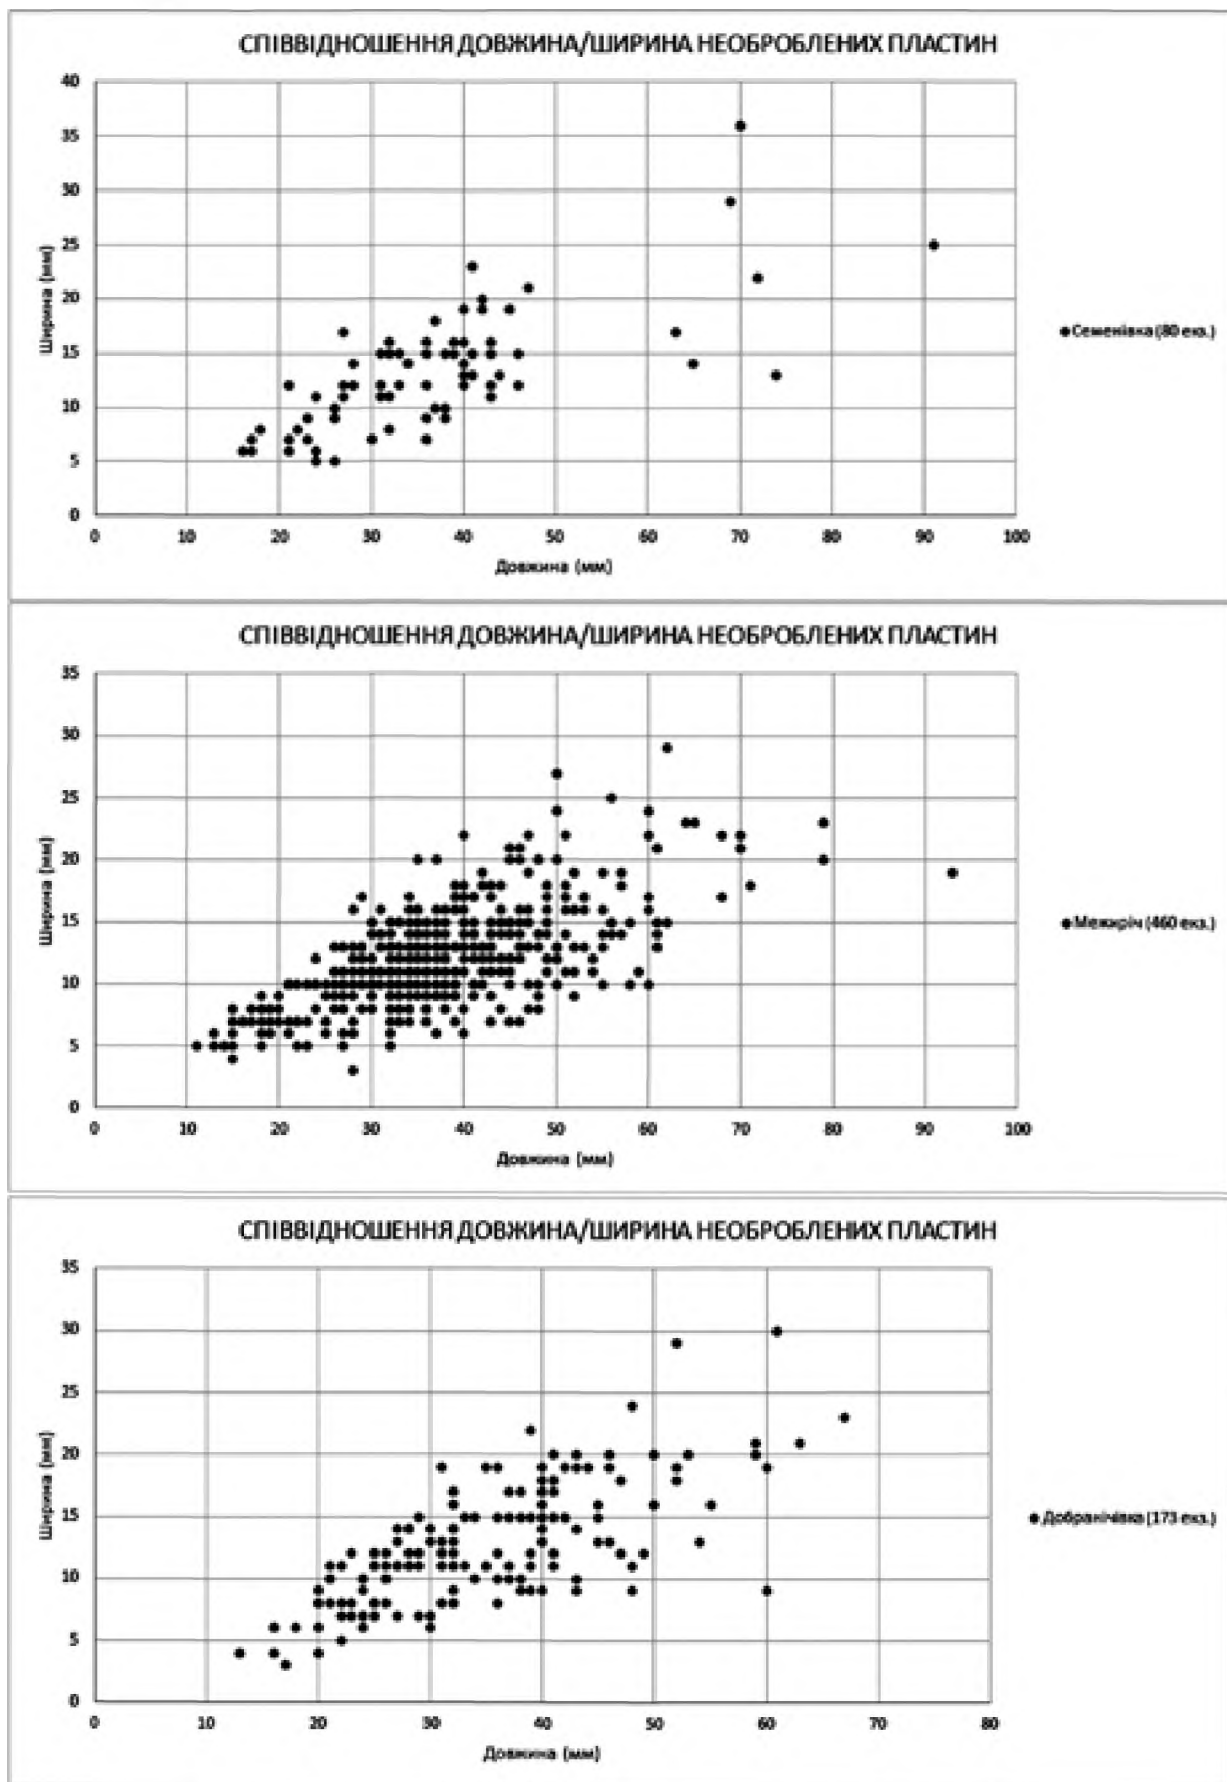 СПІВВІДНОШЕННЯ ДОВЖИНА/ШИРИНА НЕОБРОБЛЕНИХ ПЛАСТИН
40
35
30
25
20
15
10
5
0
Ширина (мм)
0 10 20 30 40 50 60 70 80 90 100
Довжина (мм)
Семенівка (80 екз.)
СПІВВІДНОШЕННЯ ДОВЖИНА/ШИРИНА НЕОБРОБЛЕНИХ ПЛАСТИН
35
30
25
20
15
10
5
0
Ширина (мм)
0 10 20 30 40 50 60 70 80 90 100
Довжина (мм)
Межиріч (460 екз.)
СПІВВІДНОШЕННЯ ДОВЖИНА/ШИРИНА НЕОБРОБЛЕНИХ ПЛАСТИН
35
30
25
20
15
10
5
0
Ширина (мм)
0 10 20 30 40 50 60 70 80
Довжина (мм)
Добранічівка (173 екз.)